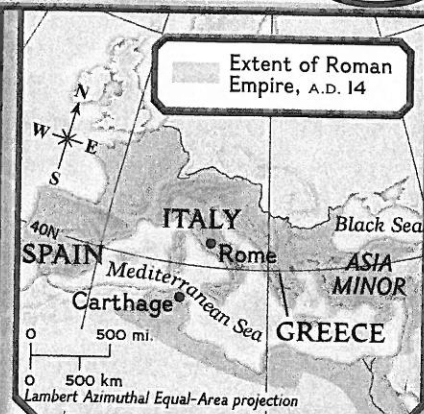 Extent of Roman
Empire, A.D. 14
N
W
E
S
40N
ITALY
Rome
Black Sea
SPAIN
Mediterranean Sea
ASIA
MINOR
Carthage
GREECE
0 500 mi.
0 500 km
Lambert Azimuthal Equal-Area projection